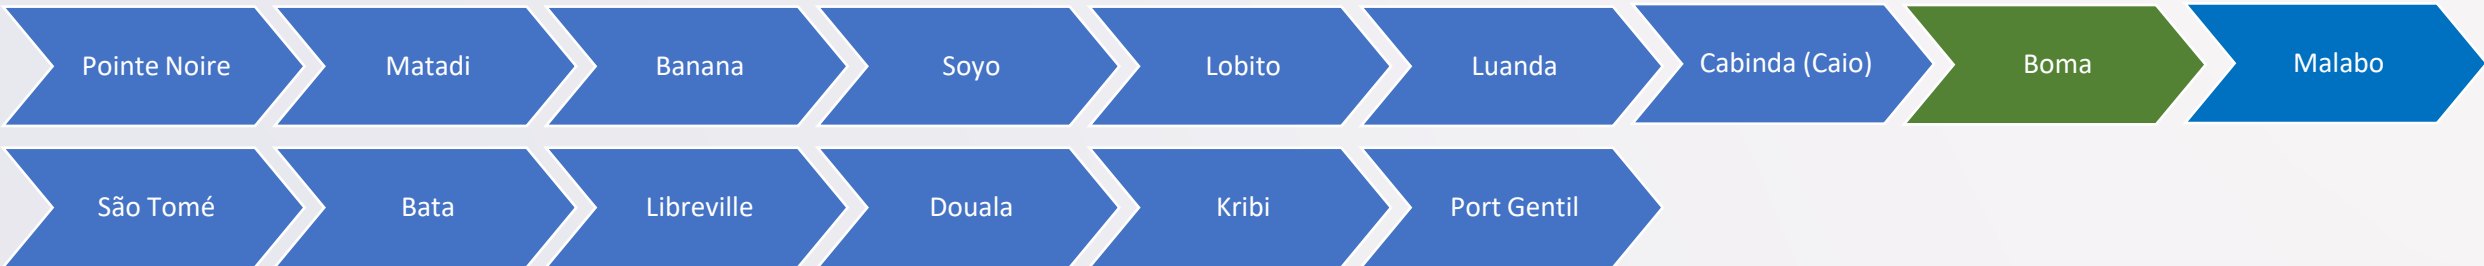 Pointe Noire
Matadi
Banana
Soyo
Lobito
Luanda
Cabinda (Caio)
Boma
Malabo
São Tomé
Bata
Libreville
Douala
Kribi
Port Gentil